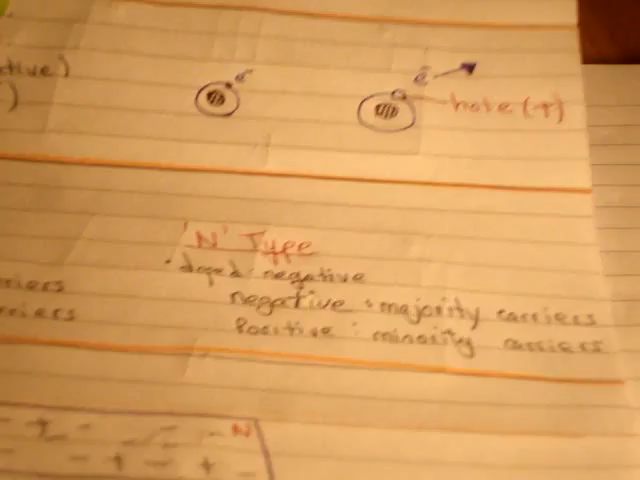 e-
e-
hole (+)
'N' Type
• doped: negative
negative : majority carriers
Positive : minority carriers
+ - - - - N
- + - + -